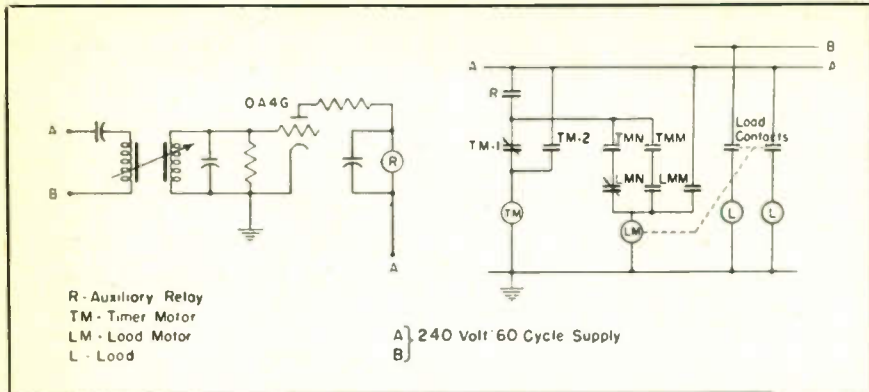 OA4G
A
B
R
A
B
A
A
R
TM-1
TM-2
TMN
TMM
Load
Contacts
LMN
LMM
TM
LM
L
L
R - Auxiliary Relay
TM - Timer Motor
LM - Load Motor
L - Load
A } 240 Volt 60 Cycle Supply
B